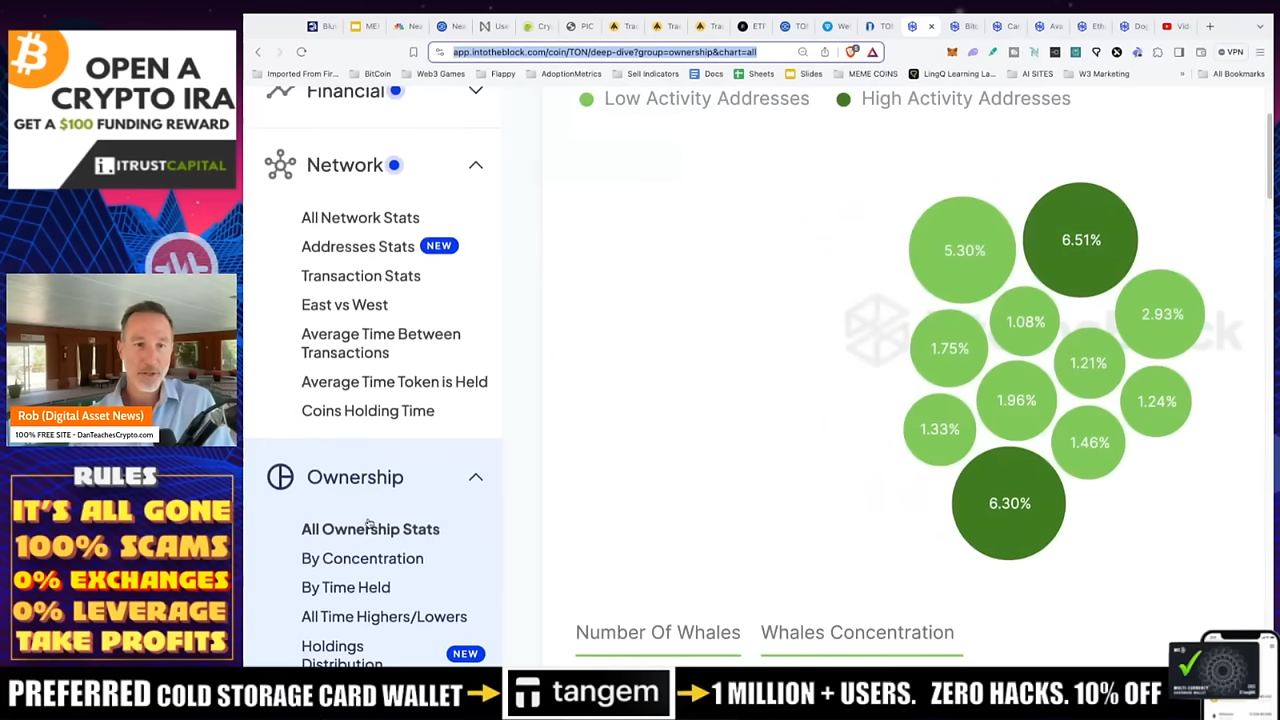 OPEN A
CRYPTO IRA
GET A $100 FUNDING REWARD
ITRUSTCAPITAL
Rob (Digital Asset News)
100% FREE SITE - DanTeachesCrypto.com
RULES
IT'S ALL GONE
100% SCAMS
0% EXCHANGES
0% LEVERAGE
TAKE PROFITS
app.intotheblock.com/coin/TON/deep-dive?group=ownership&chart=all
VPN
Imported From Fir...
BitCoin
Web3 Games
Flappy
AdoptionMetrics
Sell Indicators
Docs
Sheets
Slides
MEME COINS
LingQ Learning La...
AI SITES
W3 Marketing
All Bookmarks
Financial
Network
All Network Stats
Addresses Stats NEW
Transaction Stats
East vs West
Average Time Between
Transactions
Average Time Token is Held
Coins Holding Time
Ownership
All Ownership Stats
By Concentration
By Time Held
All Time Highers/Lowers
Holdings
Distribution NEW
Low Activity Addresses High Activity Addresses
5.30%
6.51%
1.08%
2.93%
1.75%
1.21%
1.96%
1.24%
1.33%
1.46%
6.30%
Number Of Whales Whales Concentration
PREFERRED COLD STORAGE CARD WALLET tangem 1 MILLION + USERS. ZERO HACKS. 10% OFF